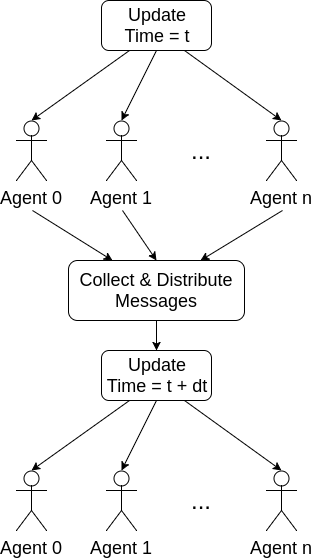 Update
Time = t
...
Agent 0 Agent 1 Agent n
Collect & Distribute
Messages
Update
Time = t + dt
...
Agent 0 Agent 1 Agent n